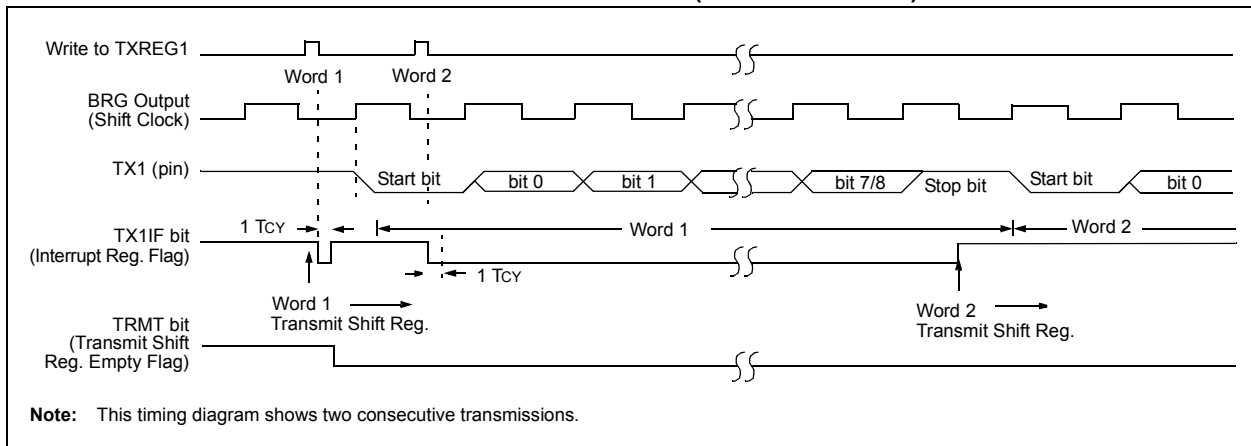 Write to TXREG1
Word 1
Word 2
BRG Output
(Shift Clock)
TX1 (pin)
Start bit
bit 0
bit 1
bit 7/8
Stop bit
Start bit
bit 0
1 TCY
TX1IF bit
(Interrupt Reg. Flag)
Word 1
Word 2
1 TCY
Word 1
Transmit Shift Reg.
Word 2
Transmit Shift Reg.
TRMT bit
(Transmit Shift
Reg. Empty Flag)
Note: This timing diagram shows two consecutive transmissions.